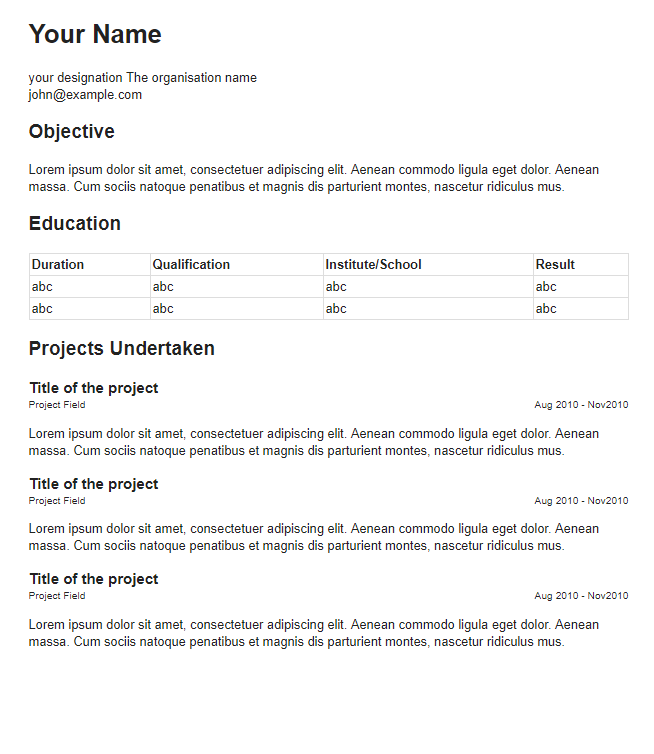 Your Name
your designation The organisation name
john@example.com
Objective
Lorem ipsum dolor sit amet, consectetuer adipiscing elit. Aenean commodo ligula eget dolor. Aenean
massa. Cum sociis natoque penatibus et magnis dis parturient montes, nascetur ridiculus mus.
Education
Duration Qualification Institute/School Result
abc abc abc abc
abc abc abc abc
Projects Undertaken
Title of the project
Project Field Aug 2010 - Nov2010
Lorem ipsum dolor sit amet, consectetuer adipiscing elit. Aenean commodo ligula eget dolor. Aenean
massa. Cum sociis natoque penatibus et magnis dis parturient montes, nascetur ridiculus mus.
Title of the project
Project Field Aug 2010 - Nov2010
Lorem ipsum dolor sit amet, consectetuer adipiscing elit. Aenean commodo ligula eget dolor. Aenean
massa. Cum sociis natoque penatibus et magnis dis parturient montes, nascetur ridiculus mus.
Title of the project
Project Field Aug 2010 - Nov2010
Lorem ipsum dolor sit amet, consectetuer adipiscing elit. Aenean commodo ligula eget dolor. Aenean
massa. Cum sociis natoque penatibus et magnis dis parturient montes, nascetur ridiculus mus.